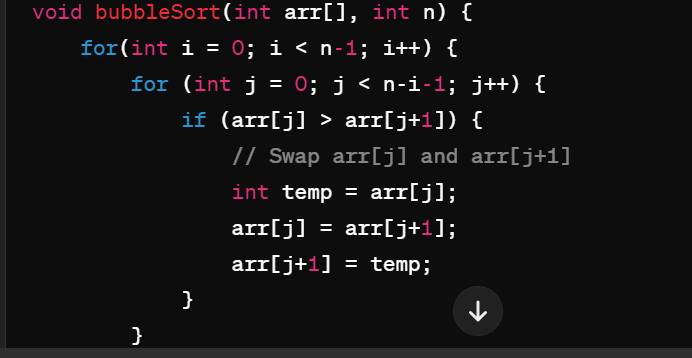 void bubbleSort(int arr[], int n) {
    for(int i = 0; i < n-1; i++) {
        for (int j = 0; j < n-i-1; j++) {
            if (arr[j] > arr[j+1]) {
                // Swap arr[j] and arr[j+1]
                int temp = arr[j];
                arr[j] = arr[j+1];
                arr[j+1] = temp;
            }
        }